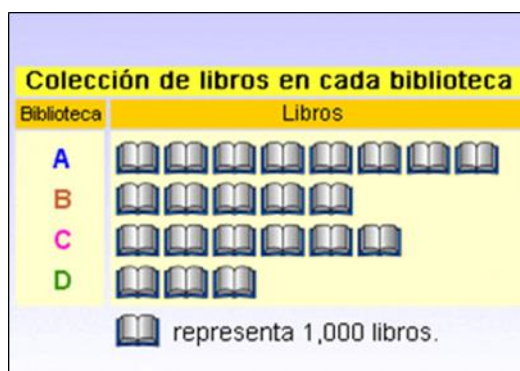 Colección de libros en cada biblioteca
Biblioteca Libros
A
B
C
D
representa 1,000 libros.